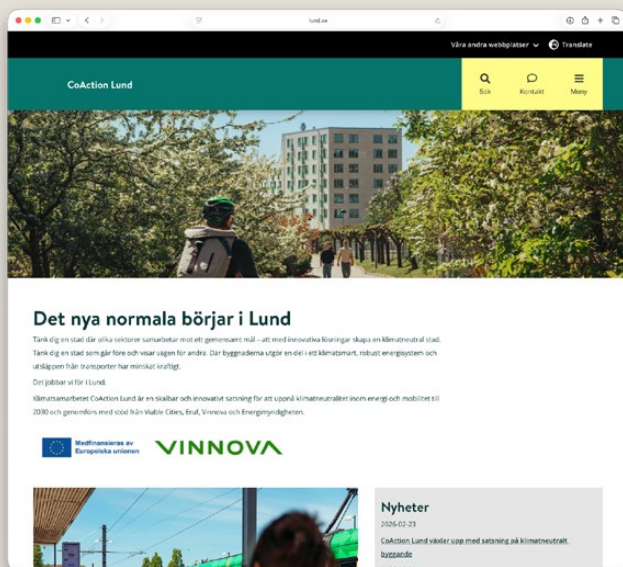 lund.se
Våra andra webbplatser
Translate
CoAction Lund
Sök
Kontakt
Meny
Det nya normala börjar i Lund
Tänk dig en stad där olika sektorer samarbetar mot ett gemensamt mål – att med innovativa lösningar skapa en klimatneutral stad.
Tänk dig en stad som går före och visar vägen för andra. Där byggnaderna utgör en del i ett klimatsmart, robust energisystem och
utsläppen från transporter har minskat kraftigt.
Det jobbar vi för i Lund.
Klimatsamarbetet CoAction Lund är en skalbar och innovativt satsning för att uppnå klimatneutralitet inom energi och mobilitet till
2030 och genomförs med stöd från Viable Cities, Eruf, Vinnova och Energimyndigheten.
Medfinansieras av
Europeiska unionen
VINNOVA
Nyheter
2026-02-23
CoAction Lund växlar upp med satsning på klimatneutralt
byggande